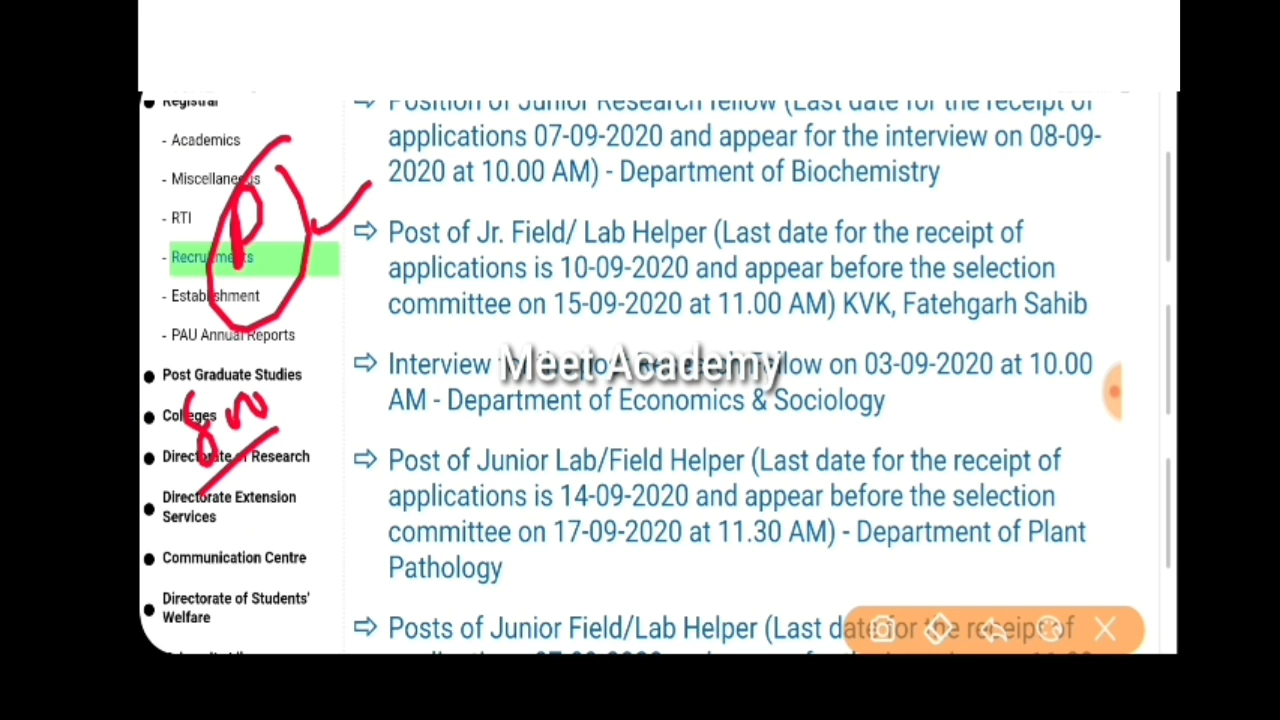 Registrar
- Academics
- Miscellaneous
- RTI
- Recruitments
- Establishment
- PAU Annual Reports
Post Graduate Studies
Colleges
Directorate of Research
Directorate Extension
Services
Communication Centre
Directorate of Students'
Welfare
Position of Junior Research fellow (Last date for the receipt of
applications 07-09-2020 and appear for the interview on 08-09-
2020 at 10.00 AM) - Department of Biochemistry
Post of Jr. Field/ Lab Helper (Last date for the receipt of
applications is 10-09-2020 and appear before the selection
committee on 15-09-2020 at 11.00 AM) KVK, Fatehgarh Sahib
Interview Fellow on 03-09-2020 at 10.00
AM - Department of Economics & Sociology
Meet Academy
Post of Junior Lab/Field Helper (Last date for the receipt of
applications is 14-09-2020 and appear before the selection
committee on 17-09-2020 at 11.30 AM) - Department of Plant
Pathology
Posts of Junior Field/Lab Helper (Last date for the receipt of